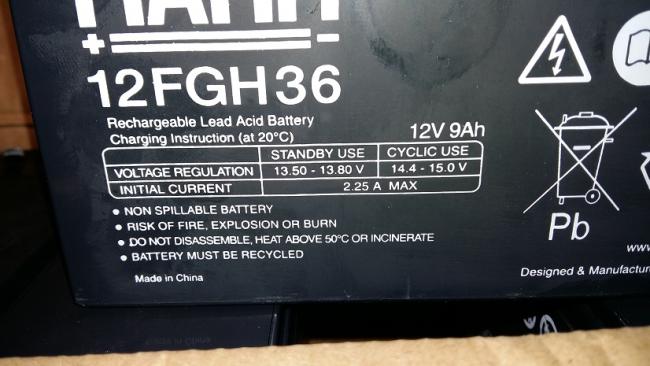 12FGH36
Rechargeable Lead Acid Battery
Charging Instruction (at 20°C)
12V 9Ah
STANDBY USE CYCLIC USE
VOLTAGE REGULATION 13.50 - 13.80 V 14.4 - 15.0 V
INITIAL CURRENT 2.25 A MAX
• NON SPILLABLE BATTERY
• RISK OF FIRE, EXPLOSION OR BURN
• DO NOT DISASSEMBLE, HEAT ABOVE 50°C OR INCINERATE
• BATTERY MUST BE RECYCLED
Made in China
Pb
www
Designed & Manufactur